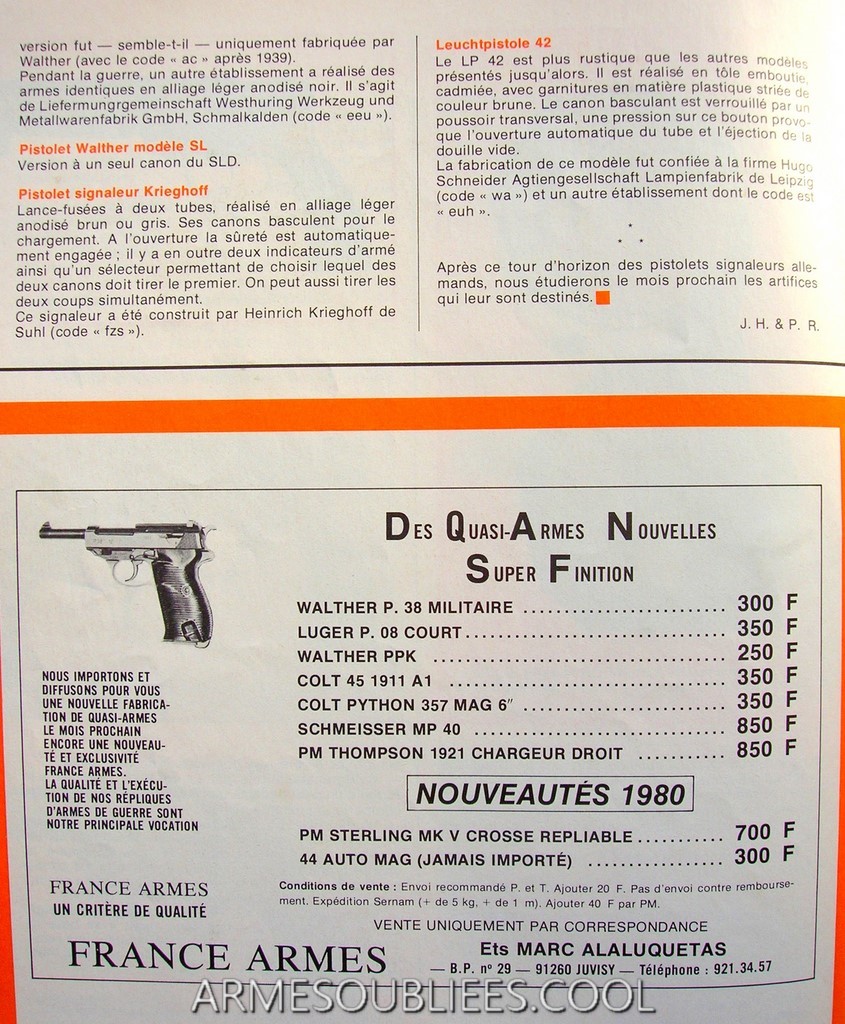 version fut — semble-t-il — uniquement fabriquée par
Walther (avec le code « ac » après 1939).
Pendant la guerre, un autre établissement a réalisé des
armes identiques en alliage léger anodisé noir. Il s'agit
de Liefermungrgemeinschaft Westhuring Werkzeug und
Metallwarenfabrik GmbH, Schmalkalden (code « eeu »).
Pistolet Walther modèle SL
Version à un seul canon du SLD.
Pistolet signaleur Krieghoff
Lance-fusées à deux tubes, réalisé en alliage léger
anodisé brun ou gris. Ses canons basculent pour le
chargement. A l'ouverture la sûreté est automatique-
ment engagée ; il y a en outre deux indicateurs d'armé
ainsi qu'un sélecteur permettant de choisir lequel des
deux canons doit tirer le premier. On peut aussi tirer les
deux coups simultanément.
Ce signaleur a été construit par Heinrich Krieghoff de
Suhl (code « fzs »).
Leuchtpistole 42
Le LP 42 est plus rustique que les autres modèles
présentés jusqu'alors. Il est réalisé en tôle emboutie,
cadmiée, avec garnitures en matière plastique striée de
couleur brune. Le canon basculant est verrouillé par un
poussoir transversal, une pression sur ce bouton provo-
que l'ouverture automatique du tube et l'éjection de la
douille vide.
La fabrication de ce modèle fut confiée à la firme Hugo
Schneider Agtiengesellschaft Lampienfabrik de Leipzig
(code « wa ») et un autre établissement dont le code est
« euh ».
*
* *
Après ce tour d'horizon des pistolets signaleurs alle-
mands, nous étudierons le mois prochain les artifices
qui leur sont destinés.
J. H. & P. R.
DES QUASI-ARMES NOUVELLES
SUPER FINITION
WALTHER P. 38 MILITAIRE ........................ 300 F
LUGER P. 08 COURT.............................. 350 F
WALTHER PPK .................................. 250 F
COLT 45 1911 A1 ................................ 350 F
COLT PYTHON 357 MAG 6″ ....................... 350 F
SCHMEISSER MP 40 ............................. 850 F
PM THOMPSON 1921 CHARGEUR DROIT ........... 850 F
NOUVEAUTÉS 1980
PM STERLING MK V CROSSE REPLIABLE........... 700 F
44 AUTO MAG (JAMAIS IMPORTÉ) ................ 300 F
NOUS IMPORTONS ET
DIFFUSONS POUR VOUS
UNE NOUVELLE FABRICA-
TION DE QUASI-ARMES
LE MOIS PROCHAIN
ENCORE UNE NOUVEAU-
TÉ ET EXCLUSIVITÉ
FRANCE ARMES.
LA QUALITÉ ET L'EXÉCU-
TION DE NOS RÉPLIQUES
D'ARMES DE GUERRE SONT
NOTRE PRINCIPALE VOCATION
FRANCE ARMES
UN CRITÈRE DE QUALITÉ
FRANCE ARMES
Conditions de vente : Envoi recommandé P. et T. Ajouter 20 F. Pas d'envoi contre rembourse-
ment. Expédition Sernam (+ de 5 kg, + de 1 m). Ajouter 40 F par PM.
VENTE UNIQUEMENT PAR CORRESPONDANCE
Ets MARC ALALUQUETAS
— B.P. n° 29 — 91260 JUVISY — Téléphone : 921.34.57
ARMESOUBLIEES.COOL